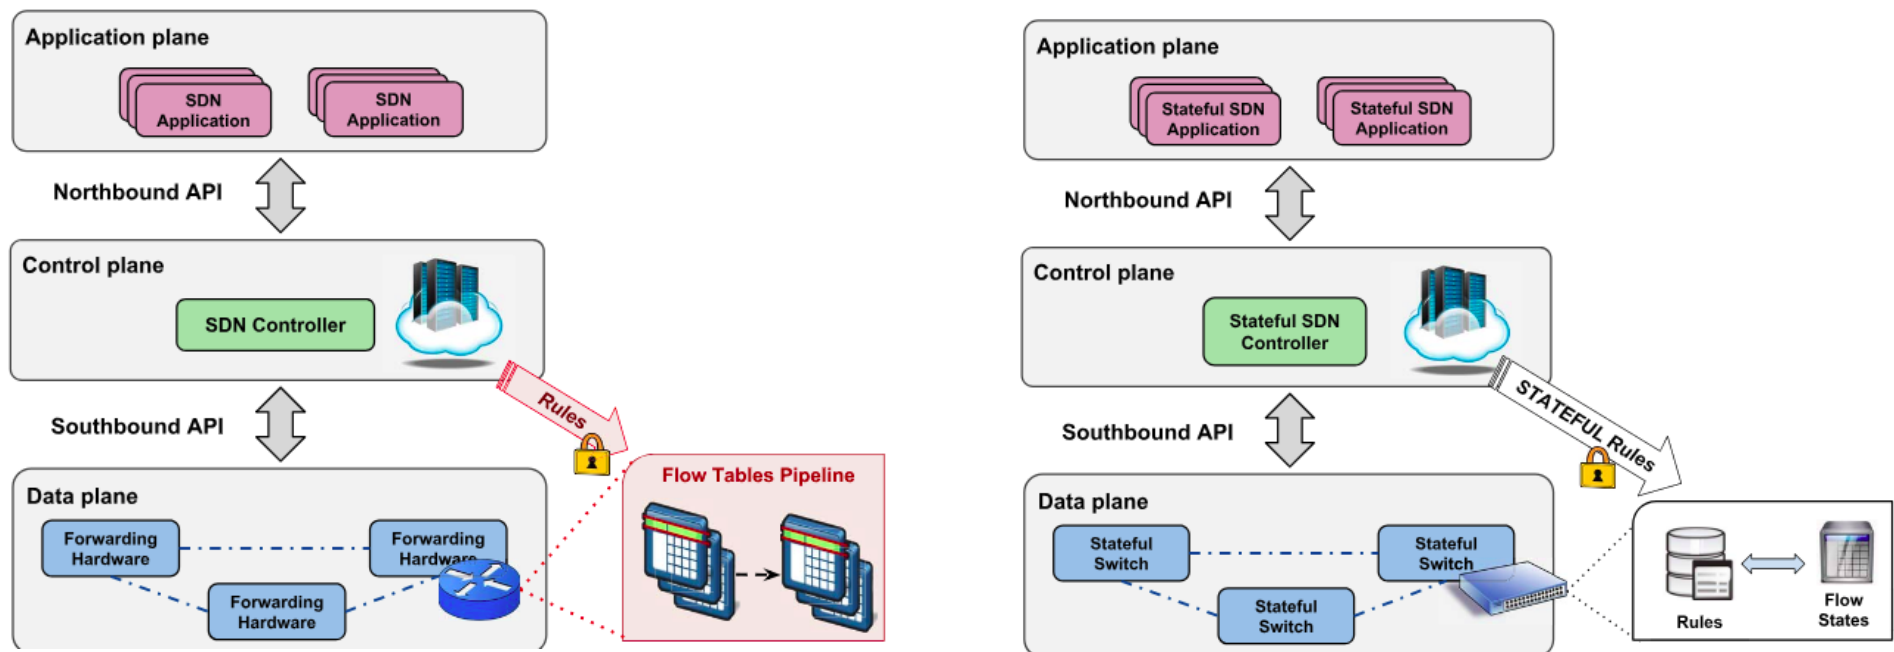 Application plane
SDN
Application
SDN
Application
Northbound API
Control plane
SDN Controller
Rules
Southbound API
Flow Tables Pipeline
Data plane
Forwarding
Hardware
Forwarding
Hardware
Forwarding
Hardware
Application plane
Stateful SDN
Application
Stateful SDN
Application
Northbound API
Control plane
Stateful SDN
Controller
STATEFUL Rules
Southbound API
Data plane
Stateful
Switch
Stateful
Switch
Stateful
Switch
Rules
Flow
States